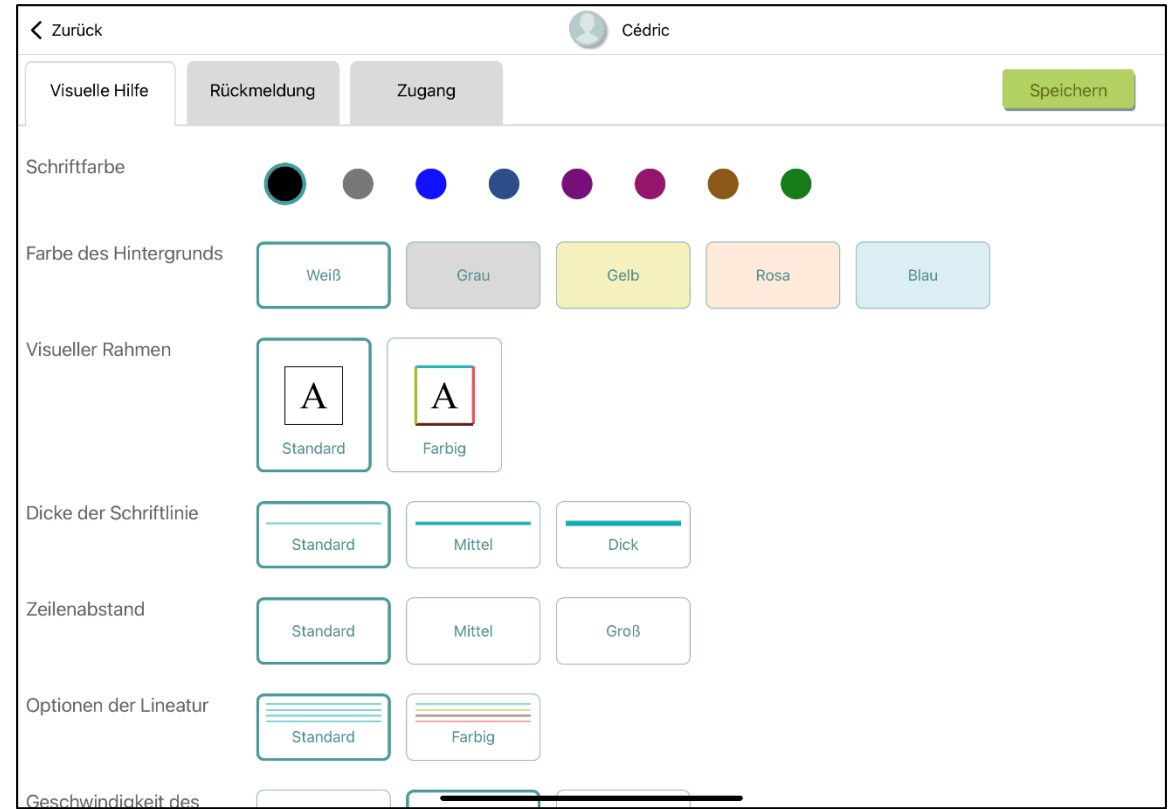 Zurück
Cédric
Visuelle Hilfe Rückmeldung Zugang Speichern
Schriftfarbe
Farbe des Hintergrunds Weiß Grau Gelb Rosa Blau
Visueller Rahmen
A A
Standard Farbig
Dicke der Schriftlinie
Standard Mittel Dick
Zeilenabstand
Standard Mittel Groß
Optionen der Lineatur
Standard Farbig
Geschwindigkeit des